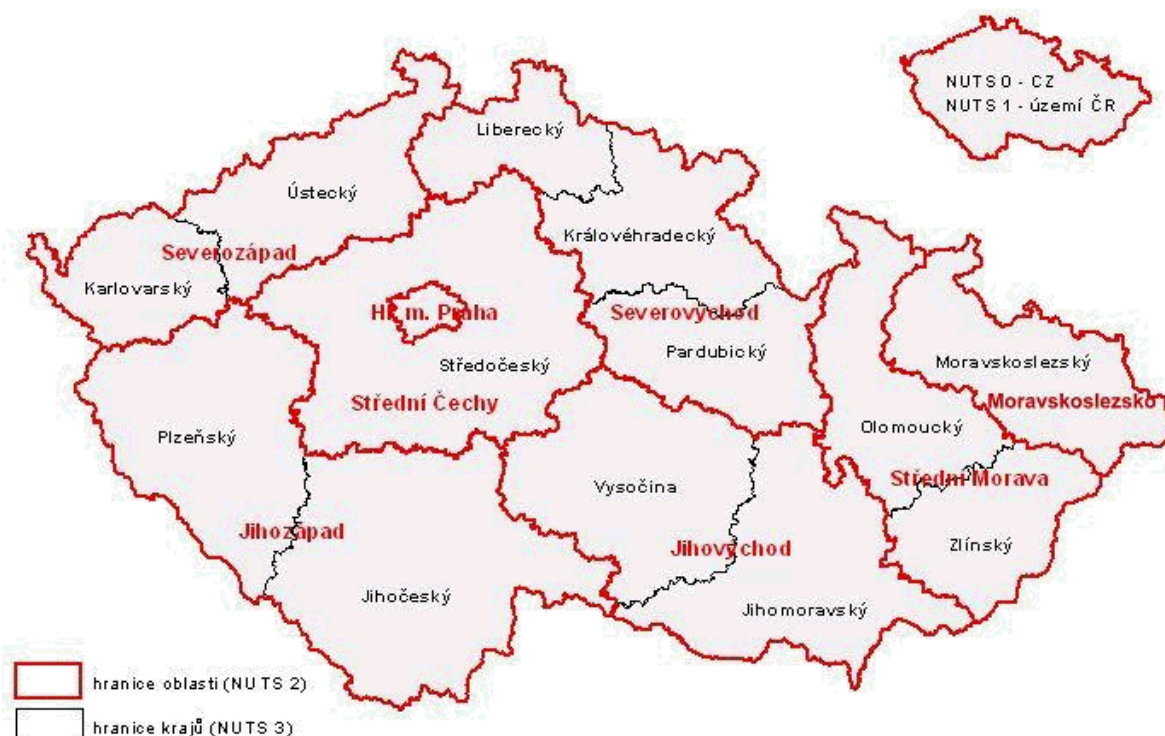 NUTS 0 - CZ
NUTS 1 - území ČR
Liberecký
Ústecký
Královéhradecký
Severozápad
Karlovarský
Hl. m. Praha
Severovýchod
Pardubický
Středočeský
Moravskoslezský
Střední Čechy
Moravskoslezsko
Plzeňský
Olomoucký
Střední Morava
Vysočina
Jihozápad
Jihovýchod
Zlínský
Jihočeský
Jihomoravský
hranice oblastí (NUTS 2)
hranice krajů (NUTS 3)